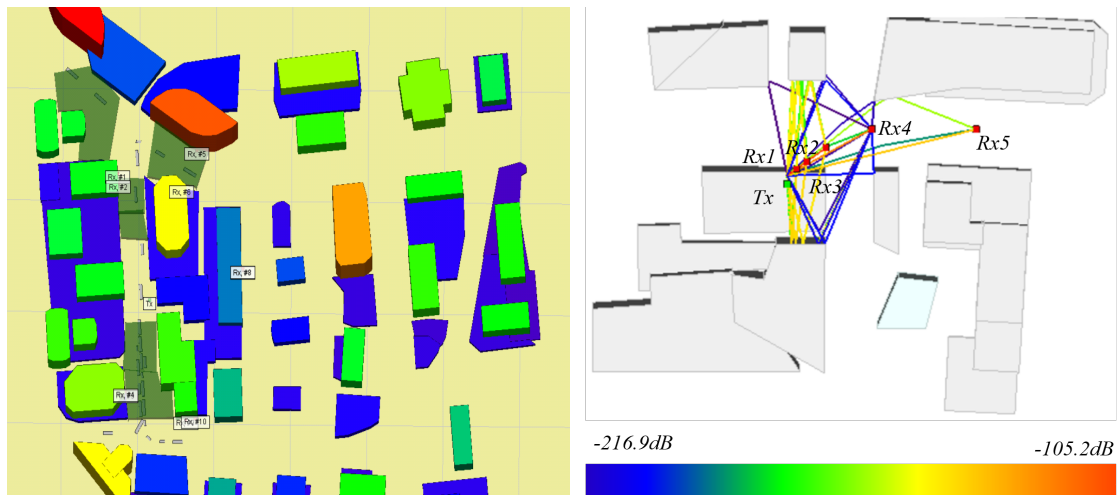 Rx, #5
Rx, #1
Rx, #2
Rx, #6
Rx, #8
Tx
Rx, #4
R
Rx, #10
Rx4
Rx5
Rx2
Rx1
Rx3
Tx
-216.9dB
-105.2dB